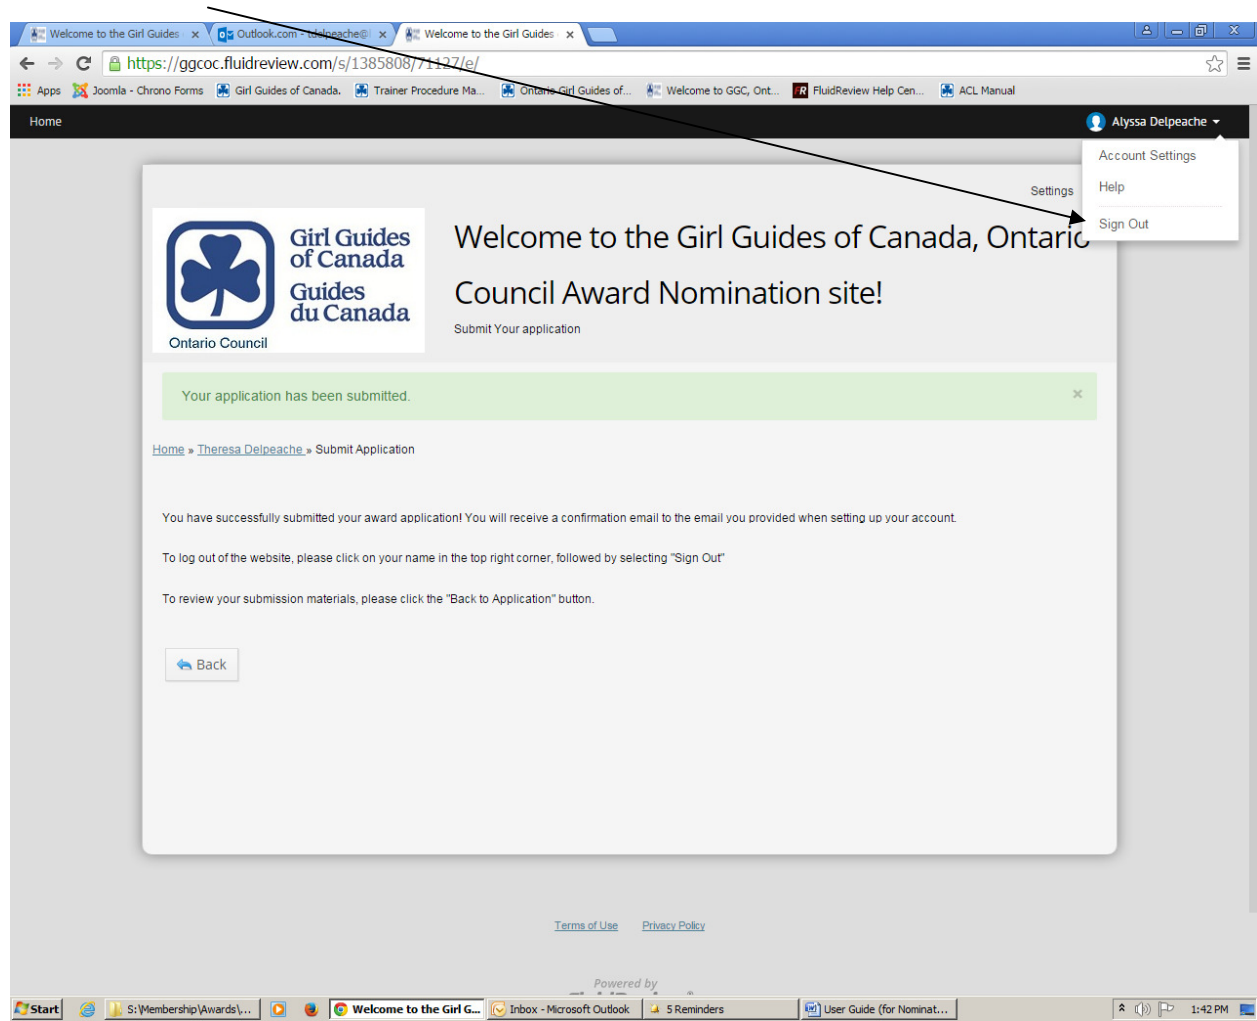 Welcome to the Girl Guides
Outlook.com - tdelpeache@
Welcome to the Girl Guides
https://ggcoc.fluidreview.com/s/1385808/71127/e/
Apps Joomla - Chrono Forms Girl Guides of Canada. Trainer Procedure Ma... Ontario Girl Guides of... Welcome to GGC, Ont... FR FluidReview Help Cen... ACL Manual
Home
Alyssa Delpeache
Account Settings
Help
Sign Out
Settings
Girl Guides
of Canada
Guides
du Canada
Ontario Council
Welcome to the Girl Guides of Canada, Ontario
Council Award Nomination site!
Submit Your application
Your application has been submitted.
Home » Theresa Delpeache » Submit Application
You have successfully submitted your award application! You will receive a confirmation email to the email you provided when setting up your account.
To log out of the website, please click on your name in the top right corner, followed by selecting "Sign Out"
To review your submission materials, please click the "Back to Application" button.
Back
Terms of Use Privacy Policy
Powered by
Start S:\Membership\Awards\... Welcome to the Girl G... Inbox - Microsoft Outlook 5 Reminders User Guide (for Nominat... 1:42 PM